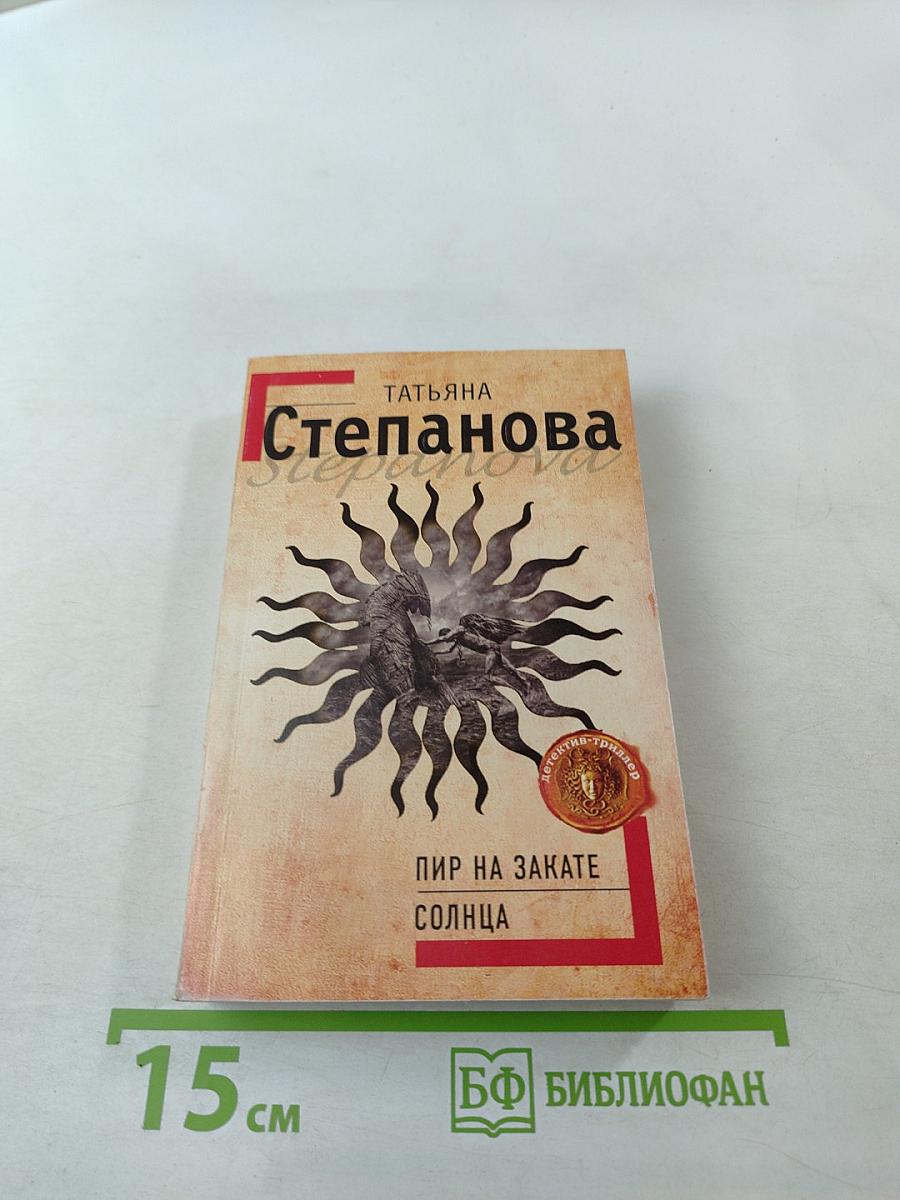 ТАТЬЯНА
Степанова
stepanova
детектив-триллер
ПИР НА ЗАКАТЕ
СОЛНЦА
15 см
БФ БИБЛИОФАН